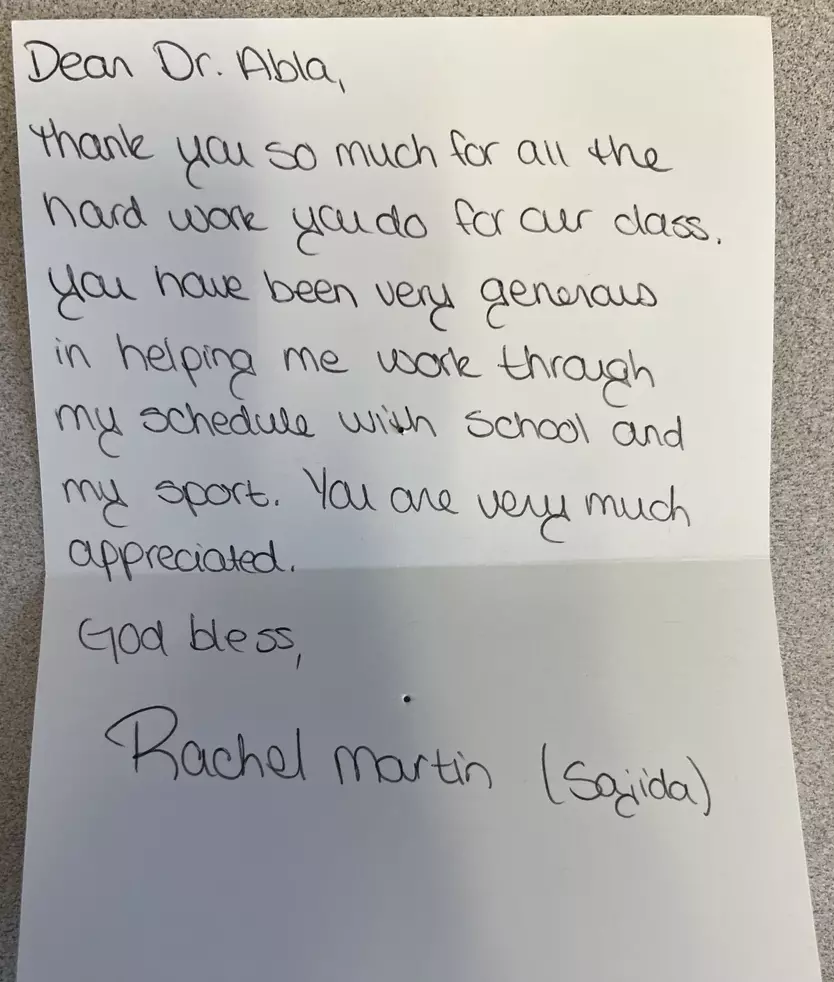 Dear Dr. Abla,
thank you so much for all the
hard work you do for our class.
you have been very generous
in helping me work through
my schedule with school and
my sport. You are very much
appreciated.
God bless,
Rachel Martin (Sajida)